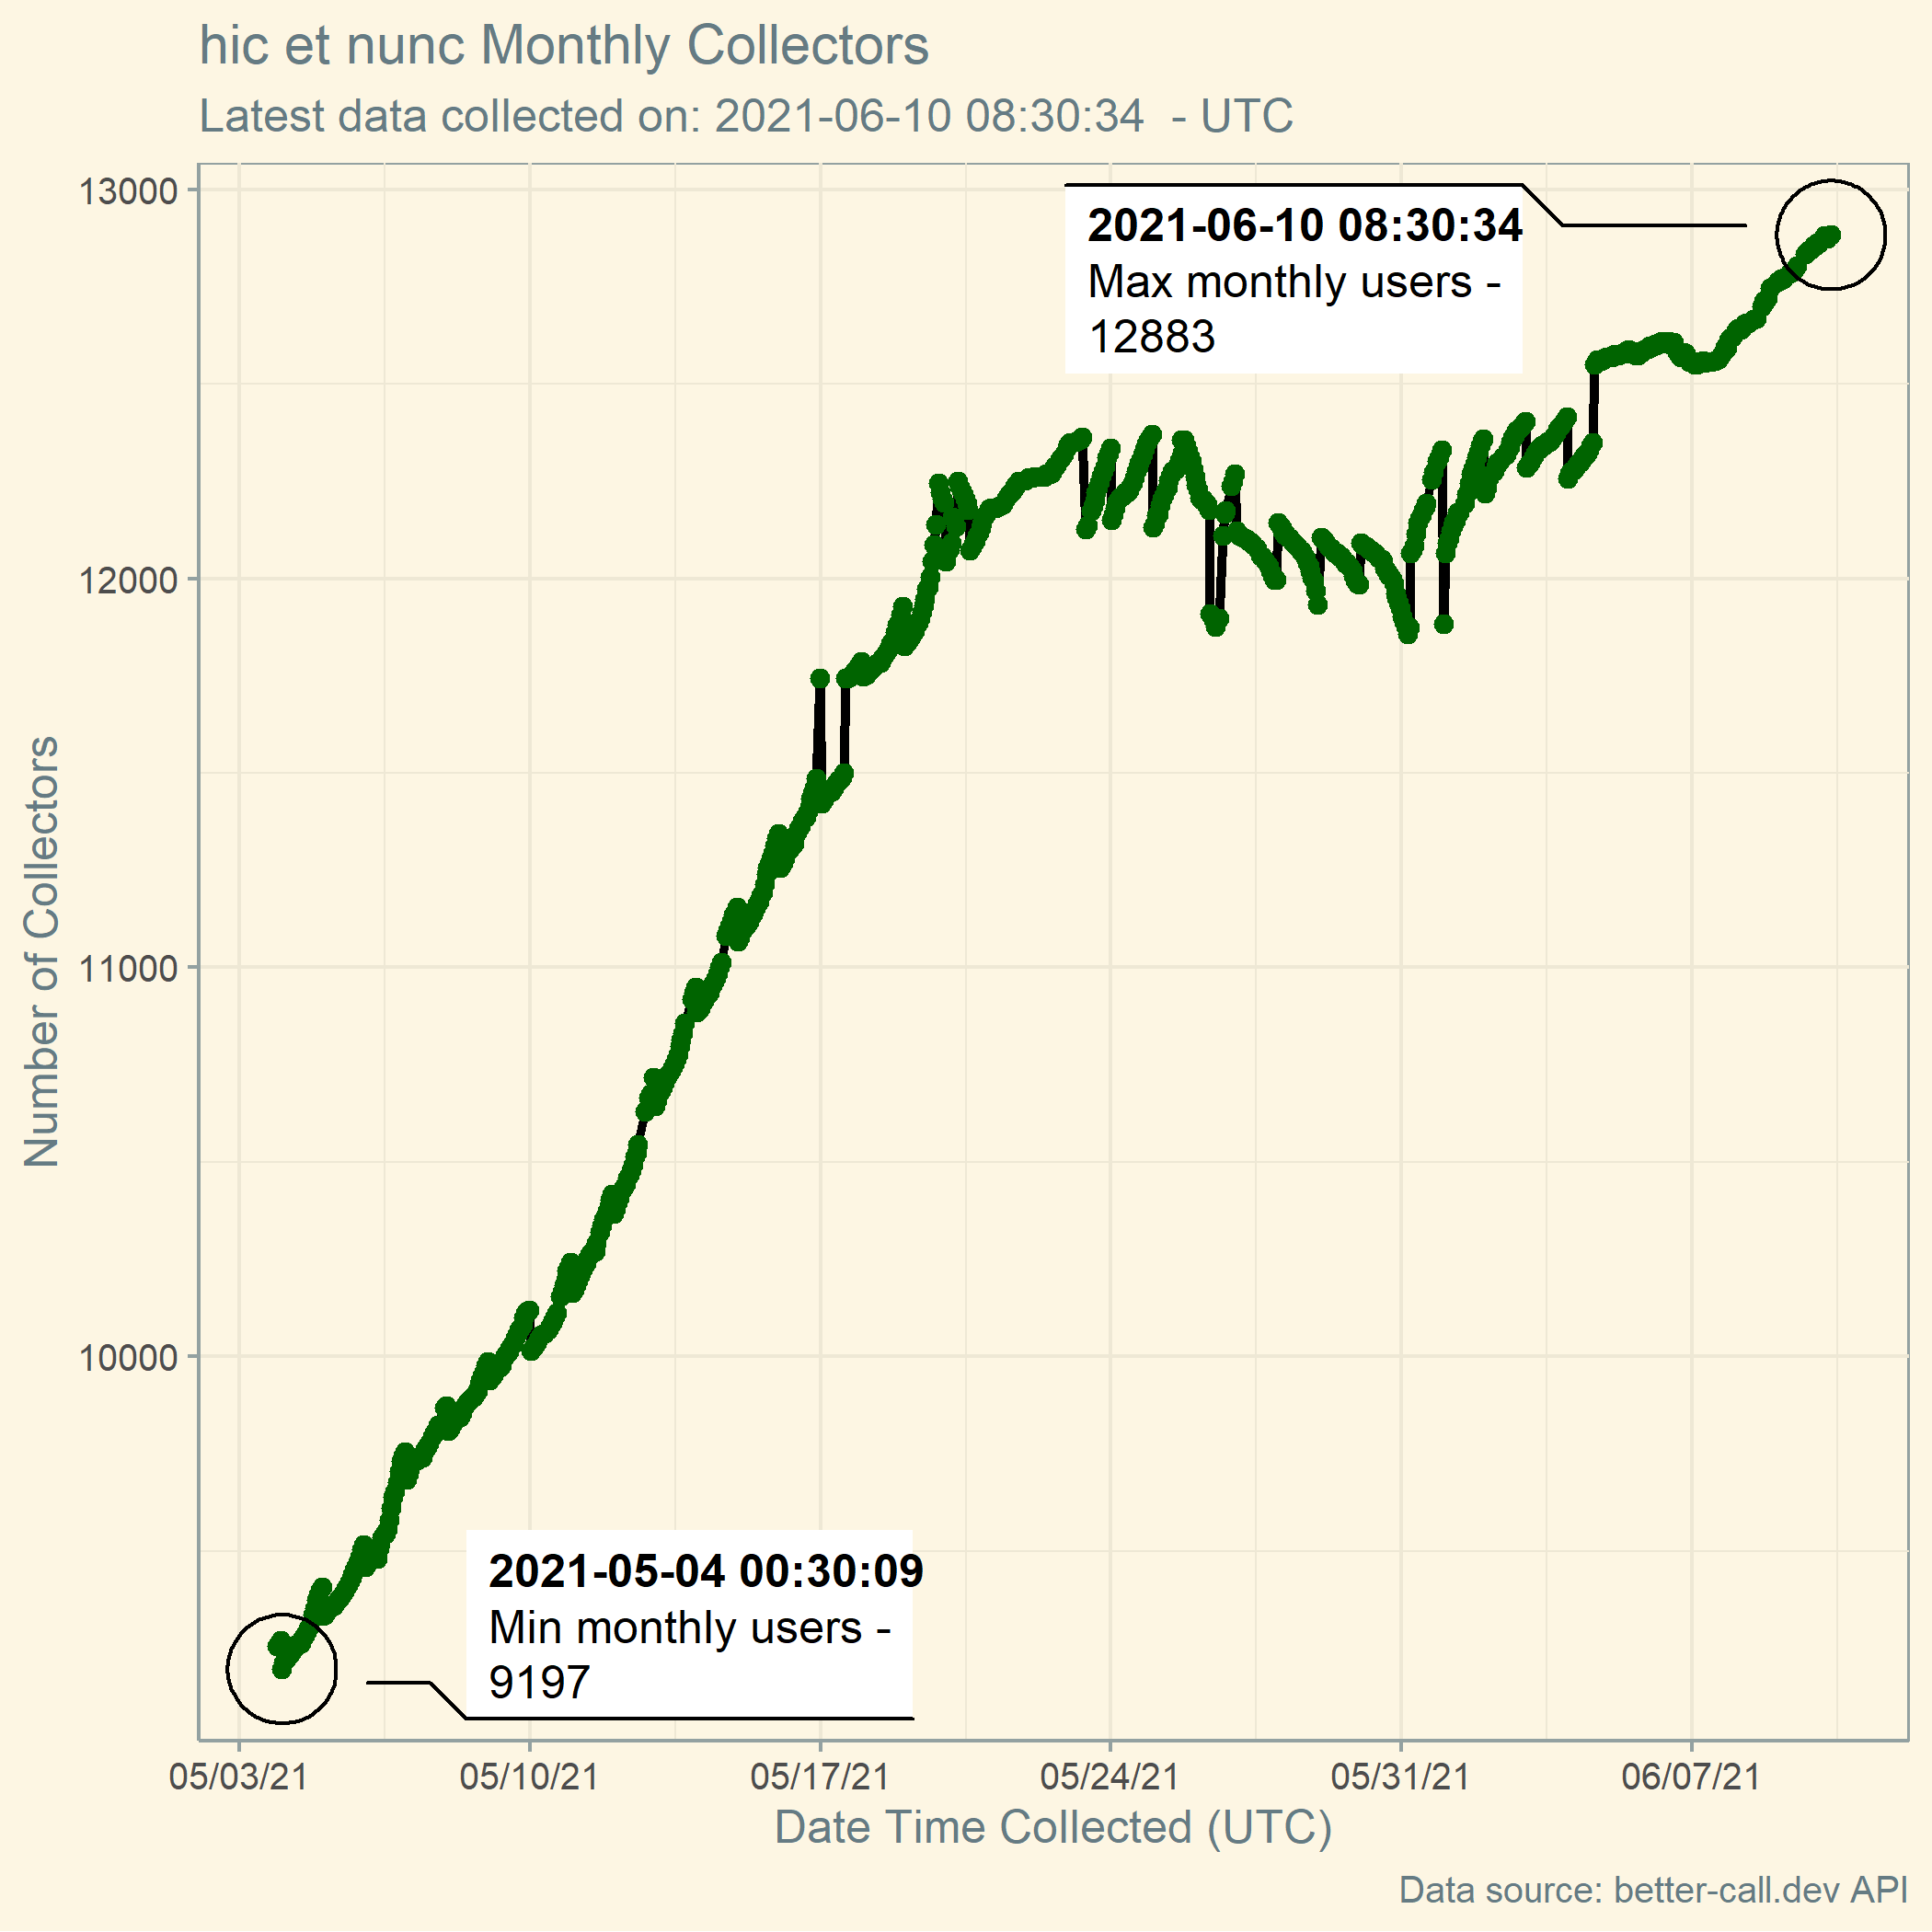 hic et nunc Monthly Collectors
Latest data collected on: 2021-06-10 08:30:34  - UTC
13000
2021-06-10 08:30:34
Max monthly users -
12883
12000
Number of Collectors
11000
10000
2021-05-04 00:30:09
Min monthly users -
9197
05/03/21 05/10/21 05/17/21 05/24/21 05/31/21 06/07/21
Date Time Collected (UTC)
Data source: better-call.dev API